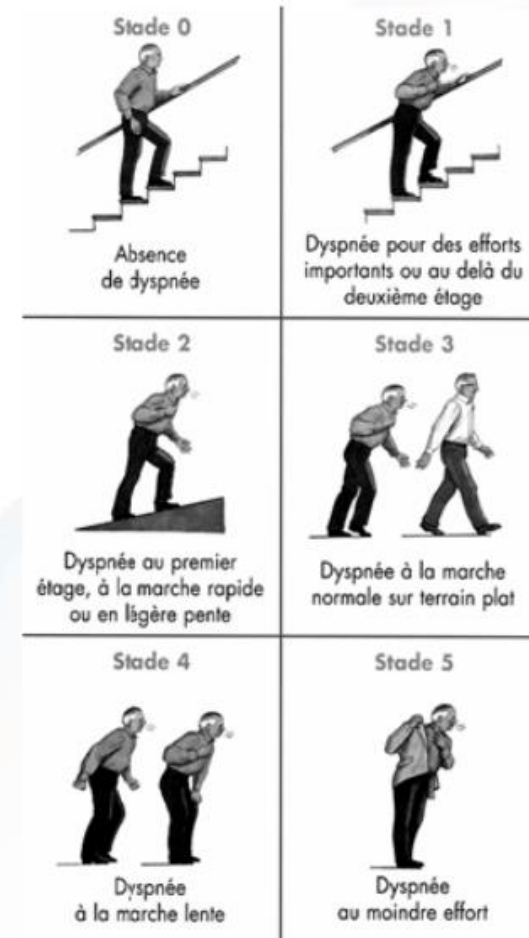 Stade 0
Absence
de dyspnée
Stade 1
Dyspnée pour des efforts
importants ou au delà du
deuxième étage
Stade 2
Dyspnée au premier
étage, à la marche rapide
ou en légère pente
Stade 3
Dyspnée à la marche
normale sur terrain plat
Stade 4
Dyspnée
à la marche lente
Stade 5
Dyspnée
au moindre effort